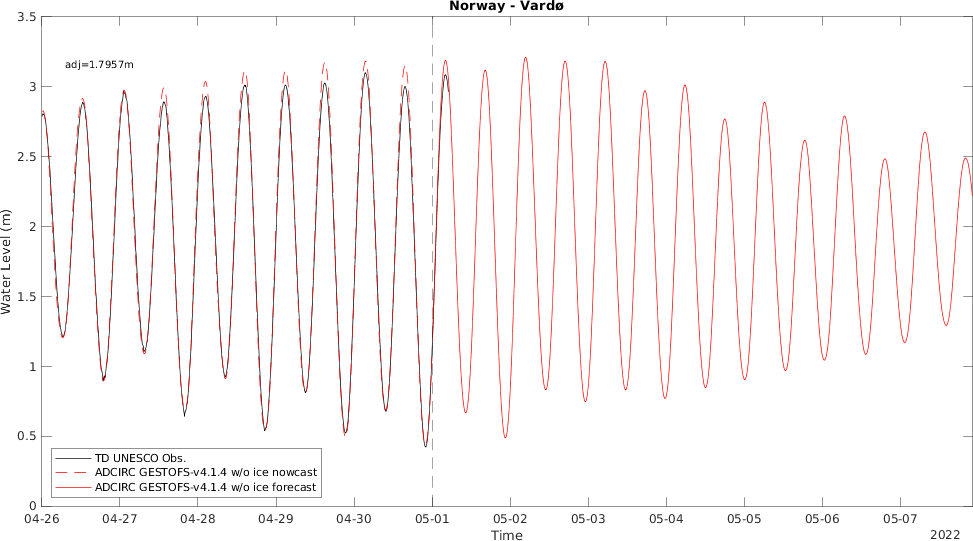 Norway - Vardø
3.5
adj=1.7957m
3
2.5
2
1.5
1
0.5
0
Water Level (m)
TD UNESCO Obs.
ADCIRC GESTOFS-v4.1.4 w/o ice nowcast
ADCIRC GESTOFS-v4.1.4 w/o ice forecast
04-26 04-27 04-28 04-29 04-30 05-01 05-02 05-03 05-04 05-05 05-06 05-07
Time
2022